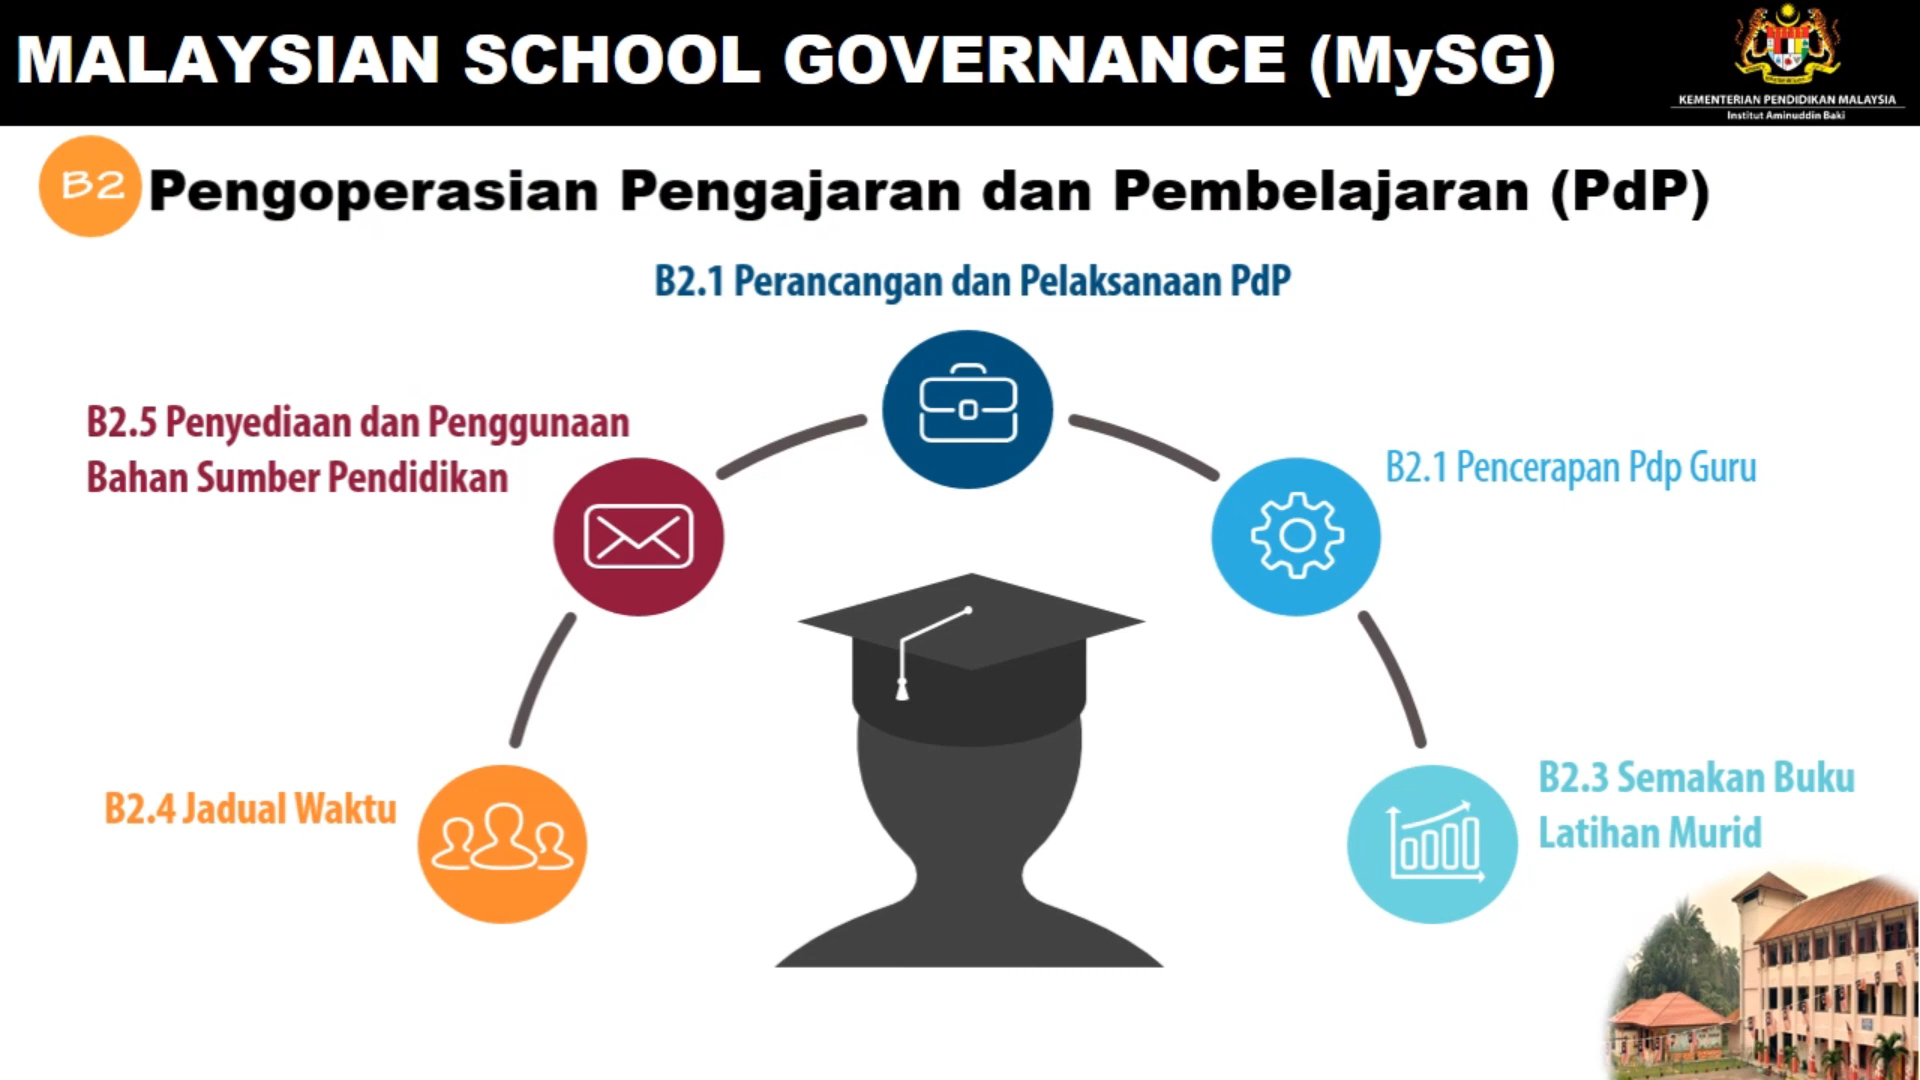 MALAYSIAN SCHOOL GOVERNANCE (MySG)
KEMENTERIAN PENDIDIKAN MALAYSIA
Institut Aminuddin Baki
B2 Pengoperasian Pengajaran dan Pembelajaran (PdP)
B2.1 Perancangan dan Pelaksanaan PdP
B2.5 Penyediaan dan Penggunaan
Bahan Sumber Pendidikan
B2.1 Pencerapan Pdp Guru
B2.4 Jadual Waktu
B2.3 Semakan Buku
Latihan Murid